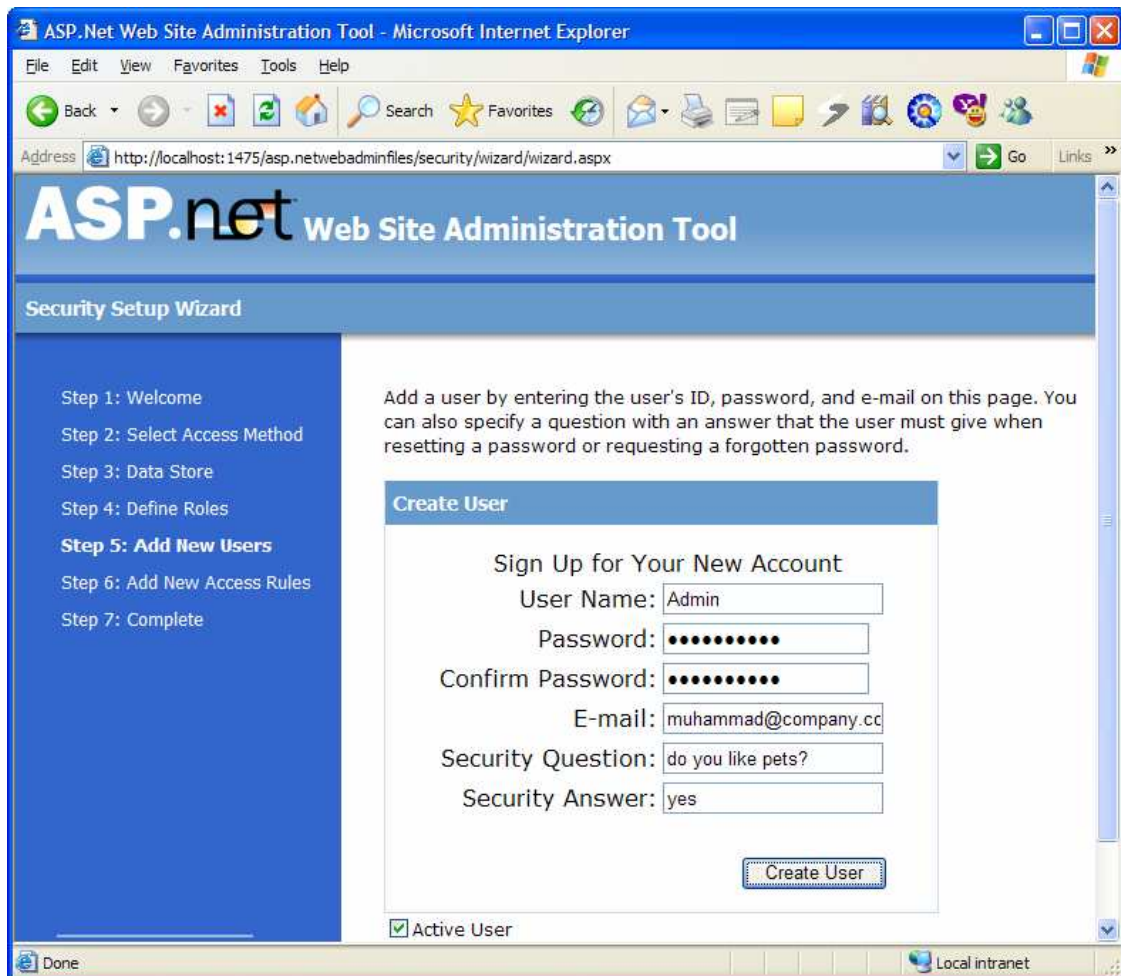 ASP.Net Web Site Administration Tool - Microsoft Internet Explorer
File Edit View Favorites Tools Help
Back Search Favorites
Address http://localhost:1475/asp.netwebadminfiles/security/wizard/wizard.aspx Go Links »
ASP.net Web Site Administration Tool
Security Setup Wizard
Step 1: Welcome
Step 2: Select Access Method
Step 3: Data Store
Step 4: Define Roles
Step 5: Add New Users
Step 6: Add New Access Rules
Step 7: Complete
Add a user by entering the user's ID, password, and e-mail on this page. You
can also specify a question with an answer that the user must give when
resetting a password or requesting a forgotten password.
Create User
Sign Up for Your New Account
User Name: Admin
Password: ●●●●●●●●●●
Confirm Password: ●●●●●●●●●●
E-mail: muhammad@company.cc
Security Question: do you like pets?
Security Answer: yes
Create User
Active User
Done Local intranet